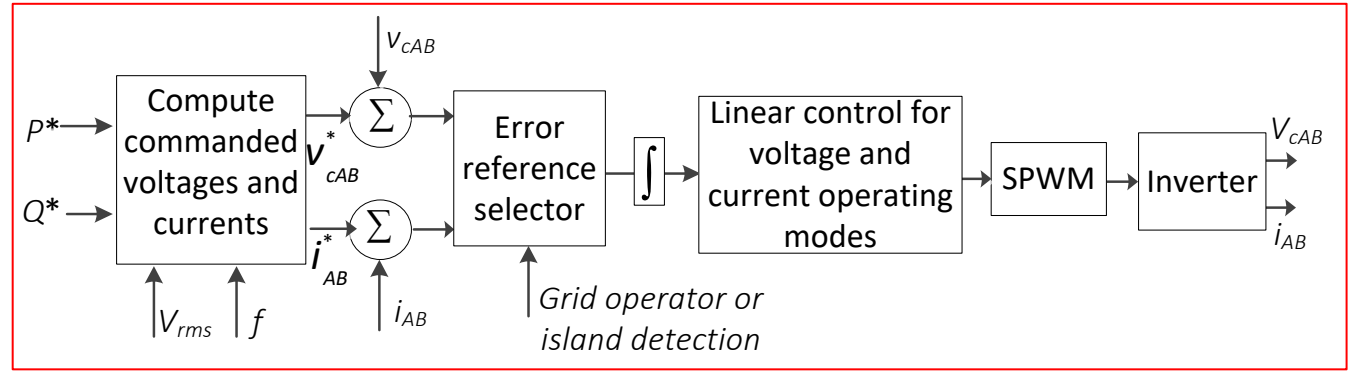 v_cAB
P*
Q*
Compute
commanded
voltages and
currents
v*_cAB
i*_AB
∑
∑
V_rms
f
i_AB
Error
reference
selector
Grid operator or
island detection
∫
Linear control for
voltage and
current operating
modes
SPWM
Inverter
V_cAB
i_AB